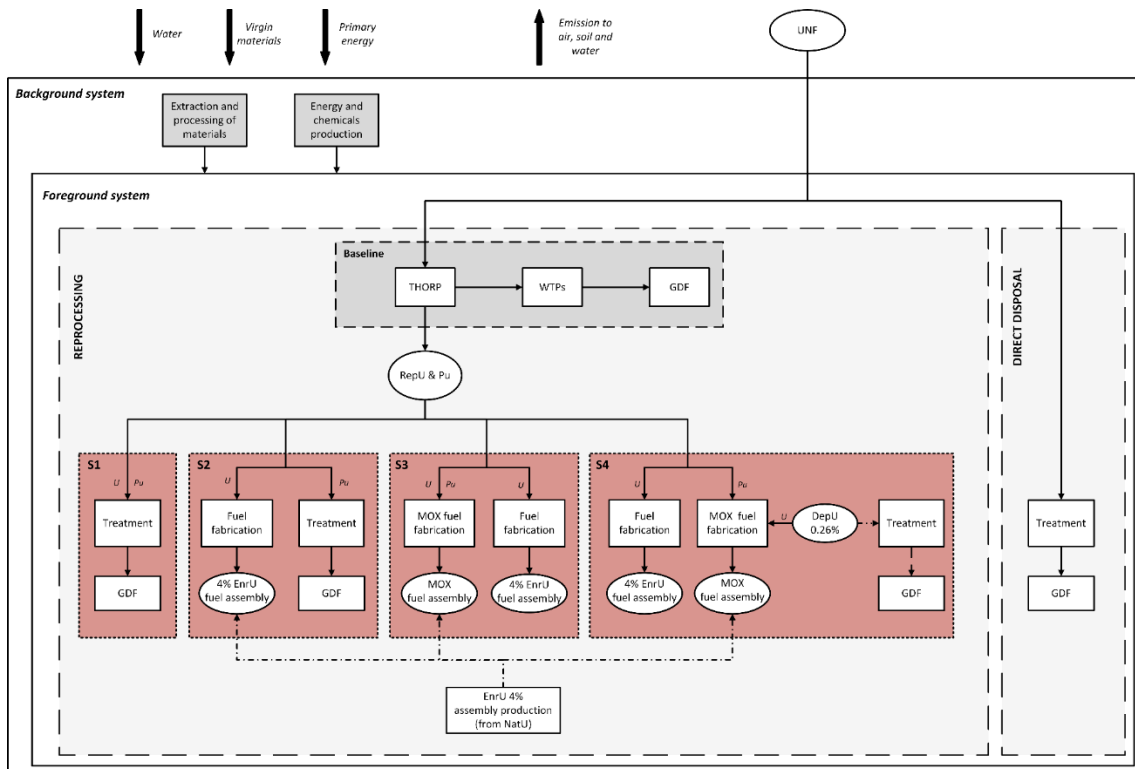 Water
Virgin
materials
Primary
energy
Emission to
air, soil and
water
UNF
Background system
Extraction and
processing of
materials
Energy and
chemicals
production
Foreground system
REPROCESSING
Baseline
THORP
WTPs
GDF
DIRECT DISPOSAL
RepU & Pu
S1
U Pu
Treatment
GDF
S2
U
Pu
Fuel
fabrication
Treatment
4% EnrU
fuel assembly
GDF
S3
U Pu
U
MOX fuel
fabrication
Fuel
fabrication
MOX
fuel assembly
4% EnrU
fuel assembly
S4
U
Pu
Fuel
fabrication
MOX fuel
fabrication
U
DepU
0.26%
Treatment
4% EnrU
fuel assembly
MOX
fuel assembly
GDF
Treatment
GDF
EnrU 4%
assembly production
(from NatU)